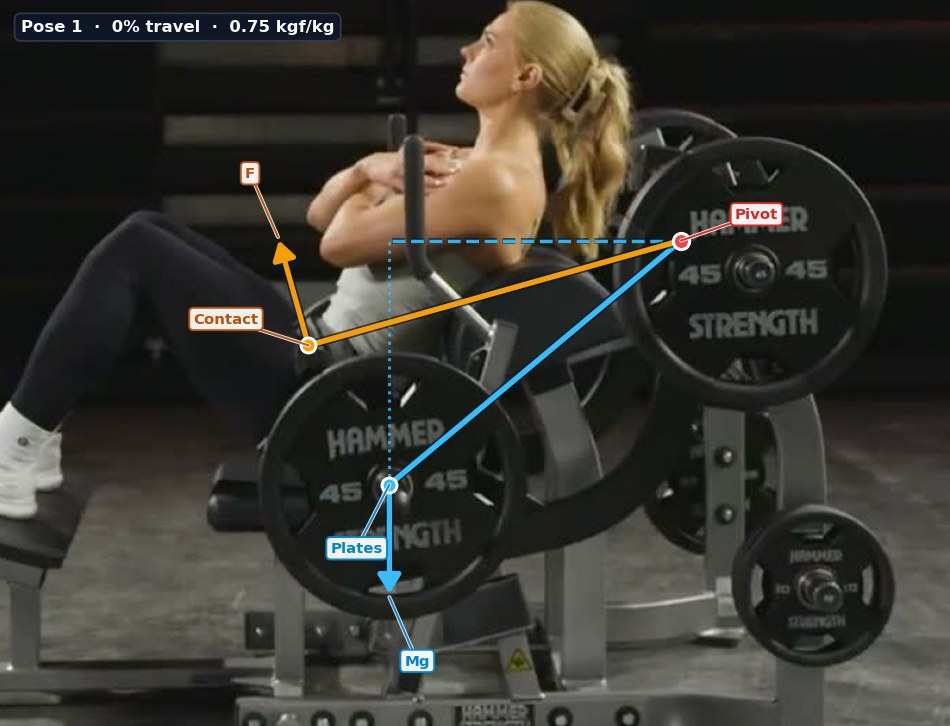 Pose 1 · 0% travel · 0.75 kgf/kg
F
Pivot
HAMMER
45 45
STRENGTH
Contact
HAMMER
45 45
STRENGTH
Plates
HAMMER
STRENGTH
Mg
HAMMER